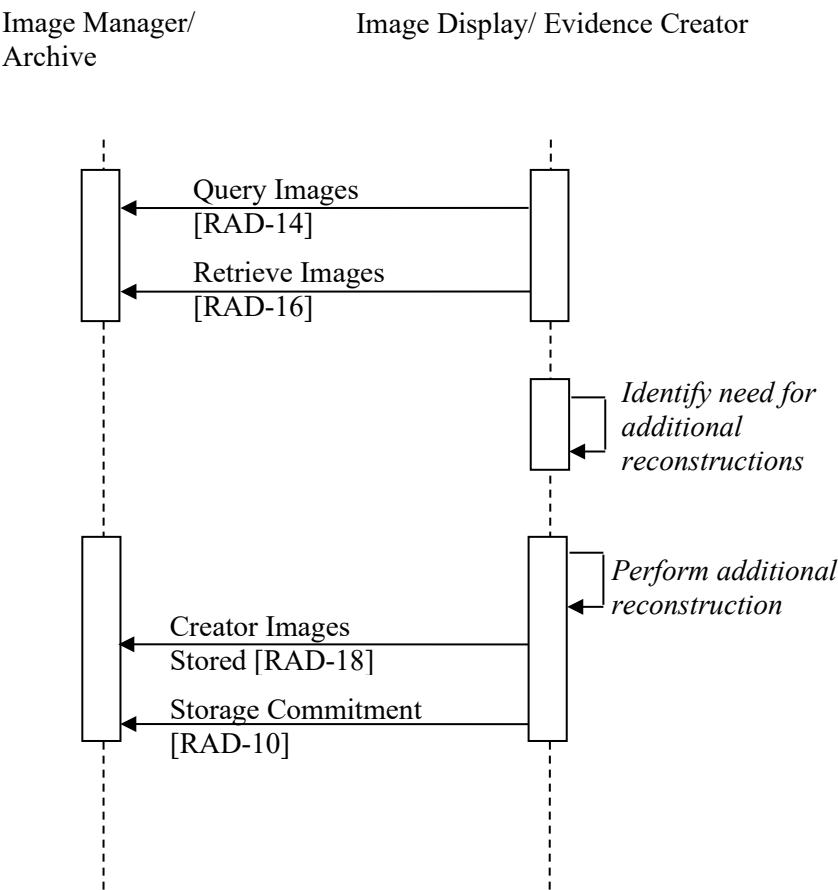 Image Manager/
Archive
Image Display/ Evidence Creator
Query Images
[RAD-14]
Retrieve Images
[RAD-16]
Identify need for
additional
reconstructions
Perform additional
reconstruction
Creator Images
Stored [RAD-18]
Storage Commitment
[RAD-10]